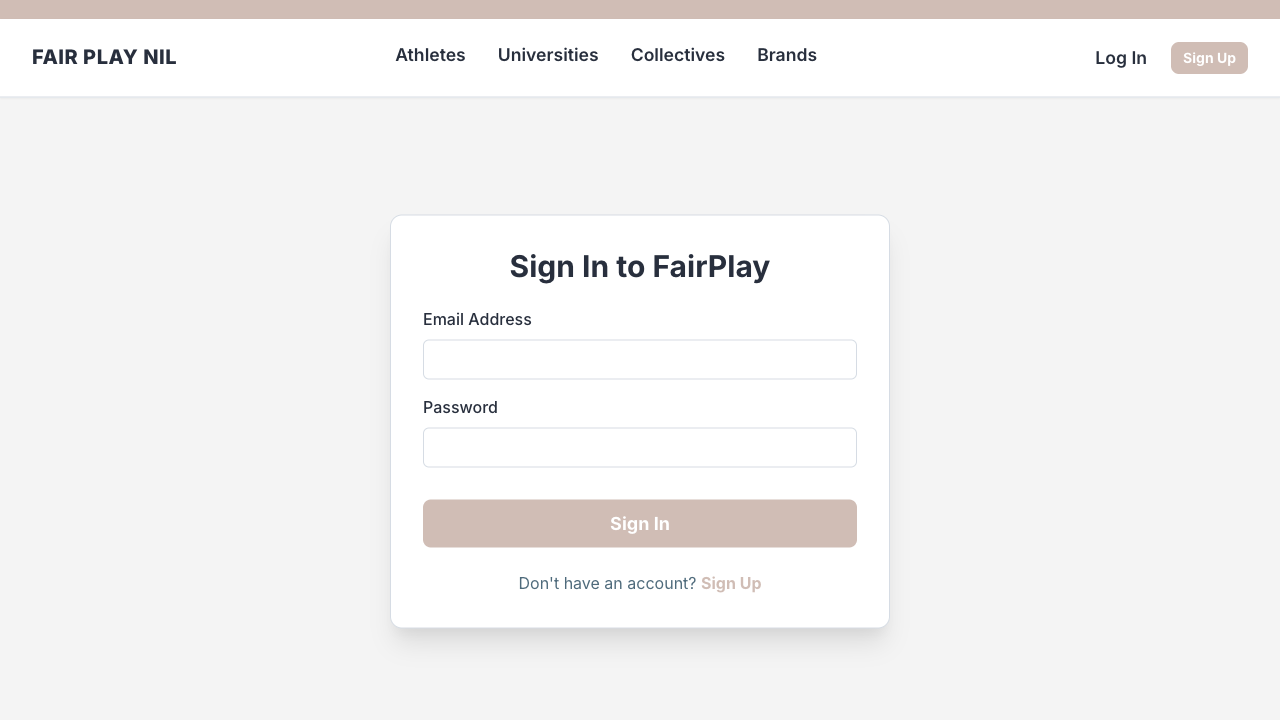 FAIR PLAY NIL
Athletes Universities Collectives Brands
Log In
Sign Up
Sign In to FairPlay
Email Address
Password
Sign In
Don't have an account? Sign Up